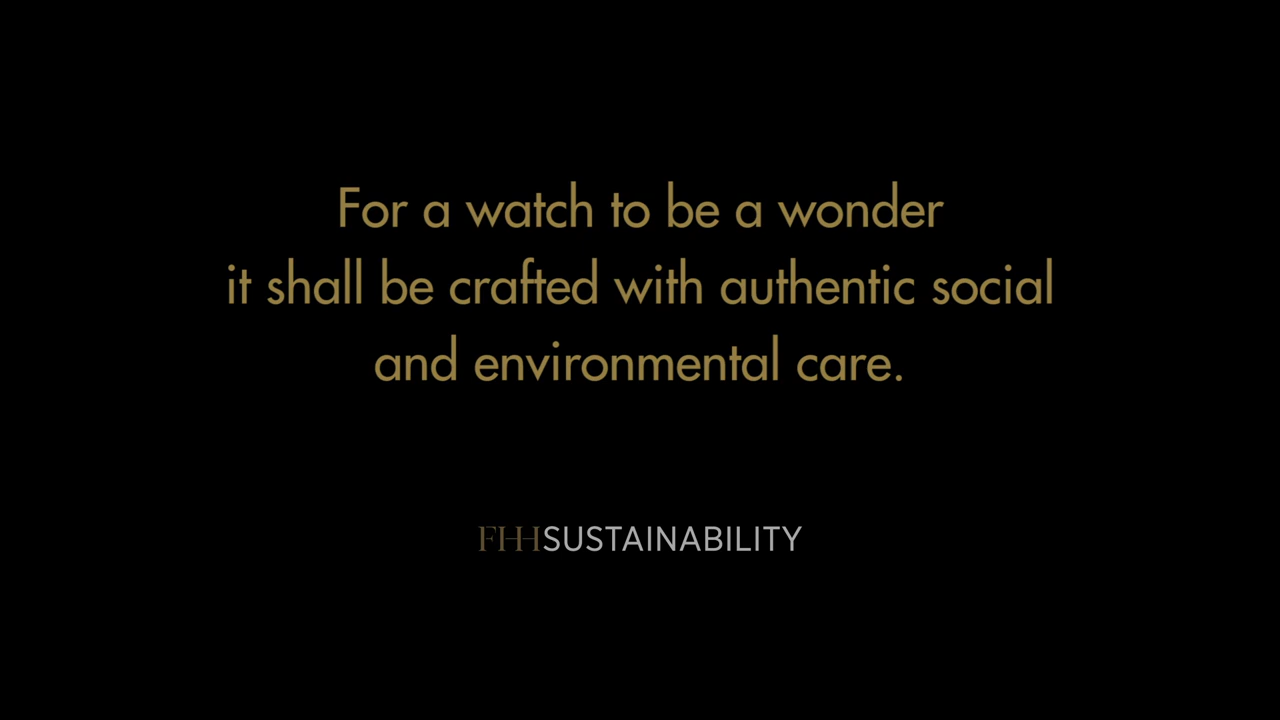 For a watch to be a wonder
it shall be crafted with authentic social
and environmental care.
FHHSUSTAINABILITY